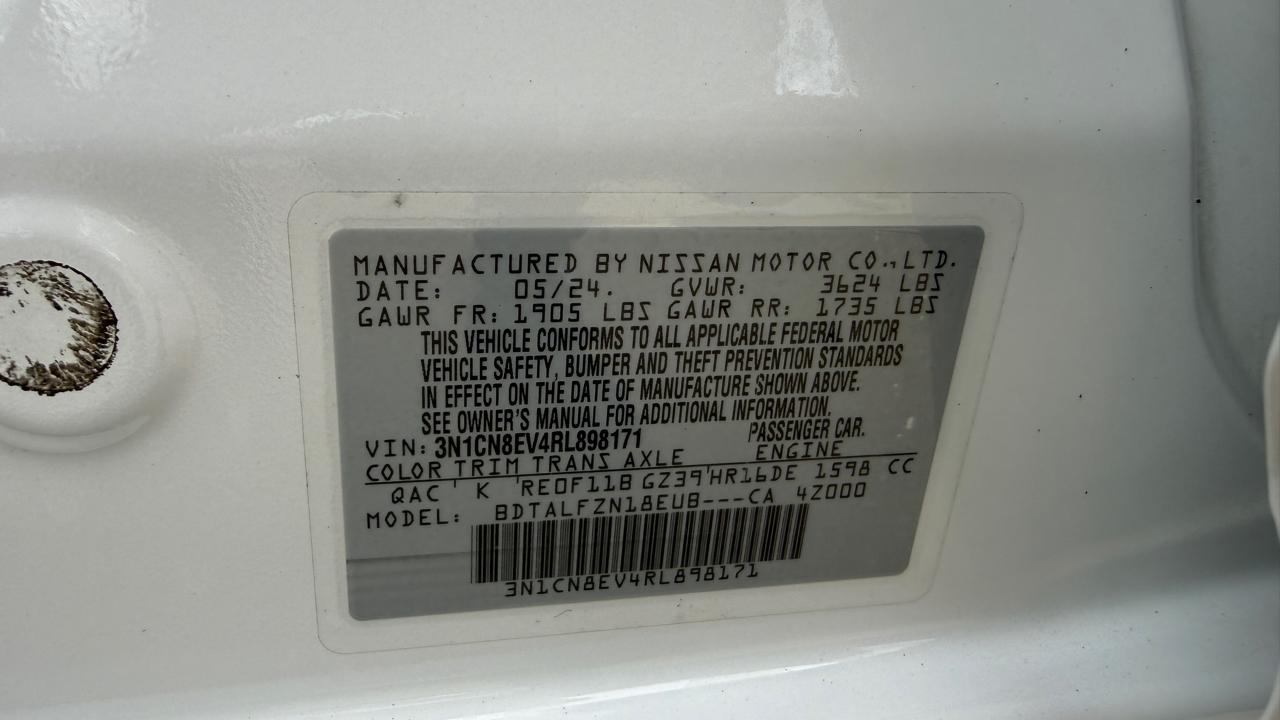 MANUFACTURED BY NISSAN MOTOR CO., LTD.
DATE: 05/24. GVWR: 3624 LBS
GAWR FR: 1905 LBS GAWR RR: 1735 LBS
THIS VEHICLE CONFORMS TO ALL APPLICABLE FEDERAL MOTOR
VEHICLE SAFETY, BUMPER AND THEFT PREVENTION STANDARDS
IN EFFECT ON THE DATE OF MANUFACTURE SHOWN ABOVE.
SEE OWNER'S MANUAL FOR ADDITIONAL INFORMATION.
VIN: 3N1CN8EV4RL898171 PASSENGER CAR.
COLOR TRIM TRANS AXLE ENGINE
QAC ' K 'RE0F11B GZ39'HR16DE 1598 CC
MODEL: BDTALFZN18EUB---CA 4Z000
3N1CN8EV4RL898171